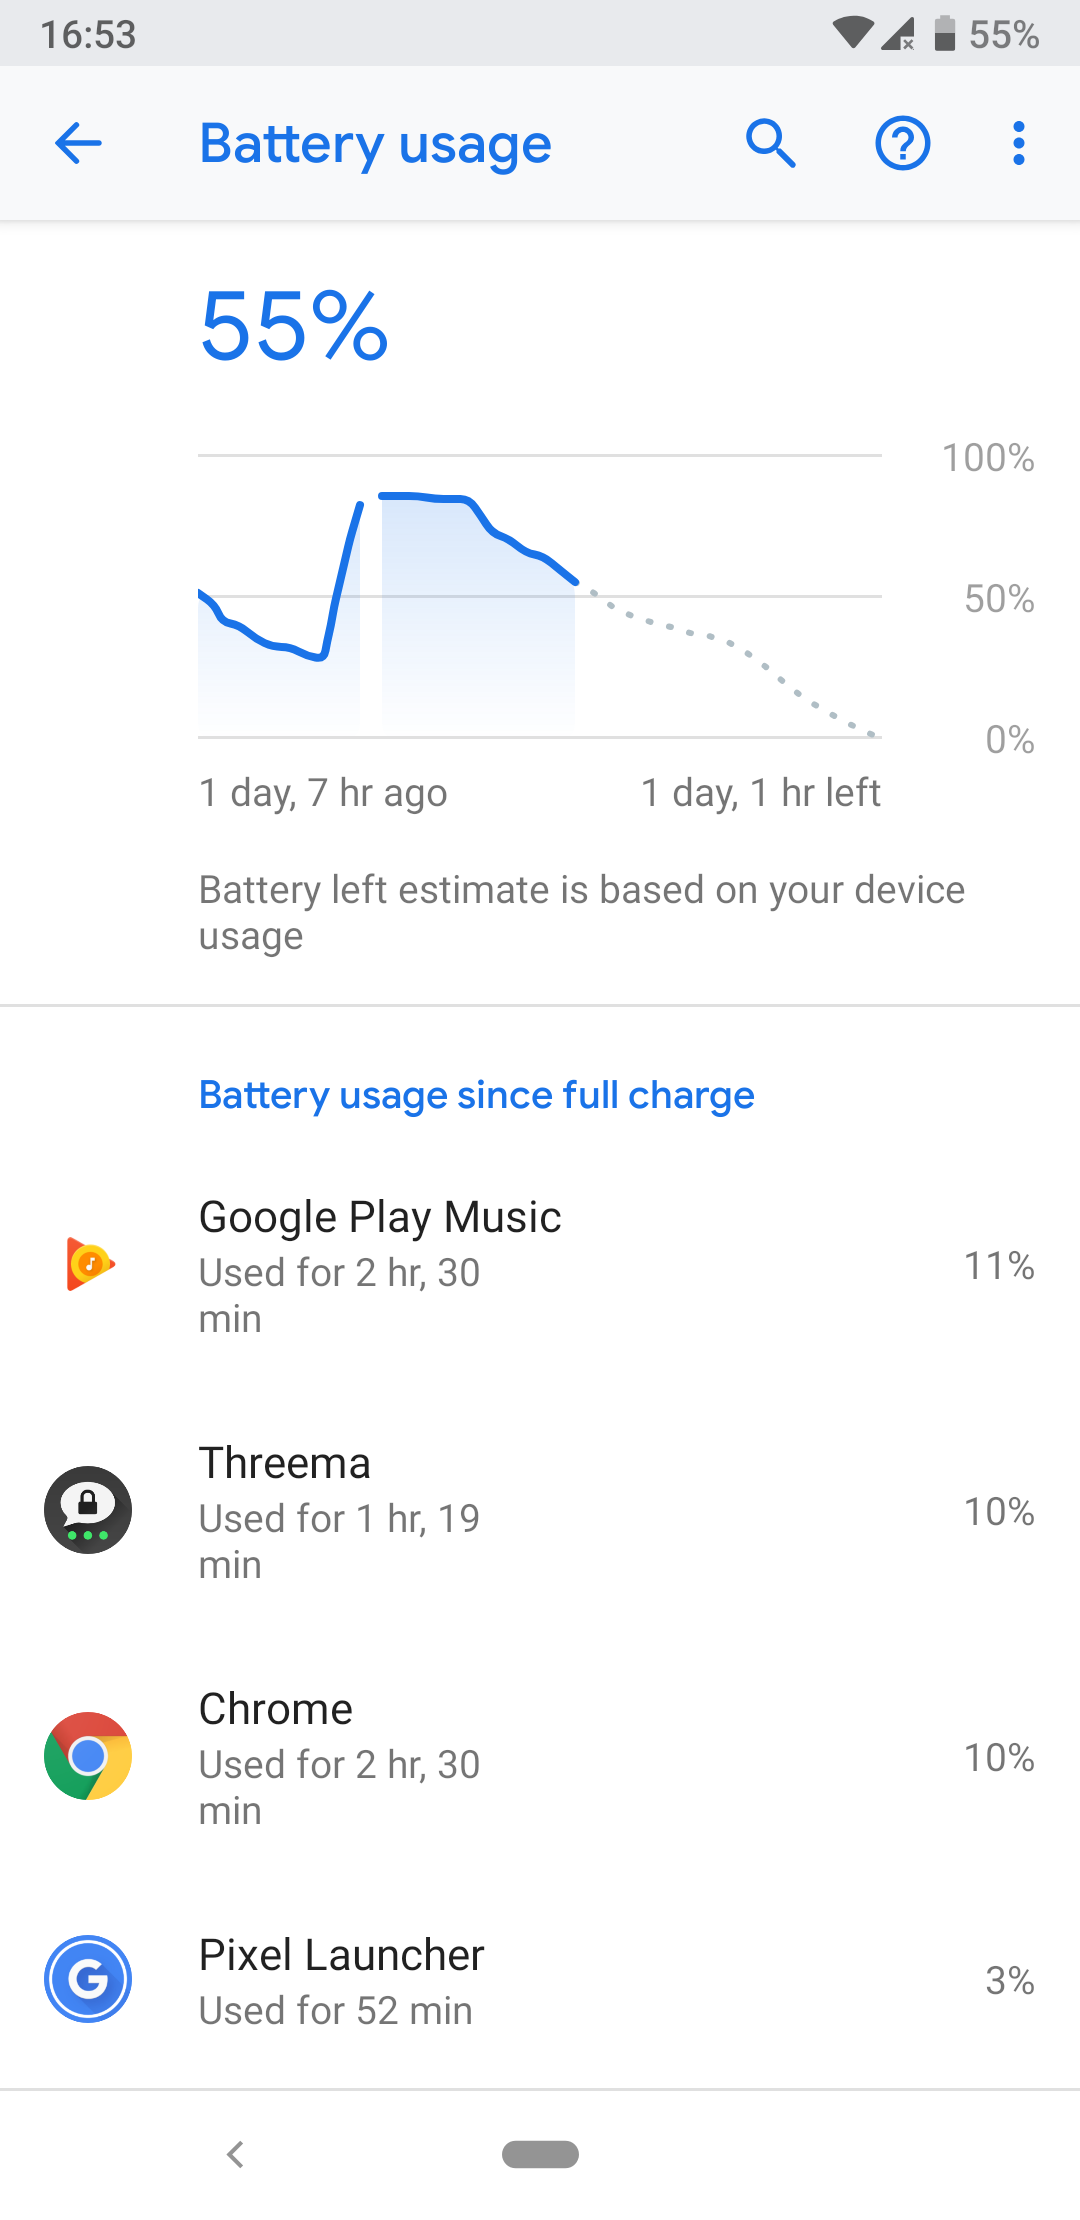 16:53
55%
Battery usage
55%
100%
50%
0%
1 day, 7 hr ago
1 day, 1 hr left
Battery left estimate is based on your device
usage
Battery usage since full charge
Google Play Music
Used for 2 hr, 30
min
11%
Threema
Used for 1 hr, 19
min
10%
Chrome
Used for 2 hr, 30
min
10%
Pixel Launcher
Used for 52 min
3%